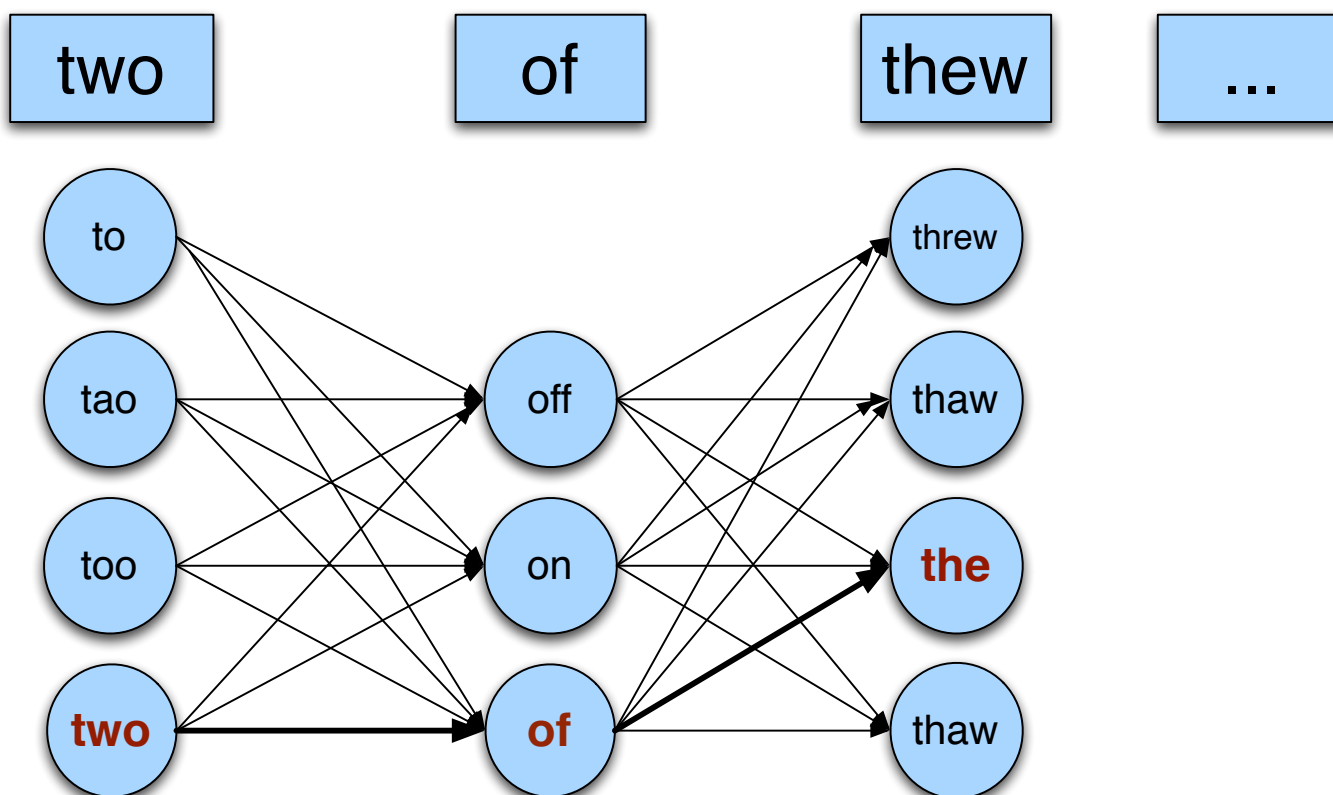 two of thew ...
to threw
tao off thaw
too on the
two of thaw